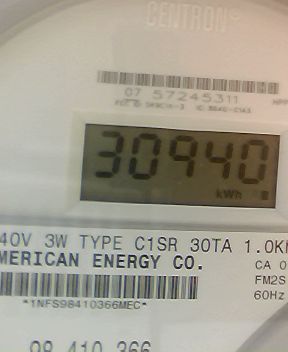 CENTRON®
07 57245311
30940
kWh
40V 3W TYPE C1SR 30TA 1.0K
MERICAN ENERGY CO.
CA 0
FM2S
60Hz
*1NFS98410366MEC*
98 410 366